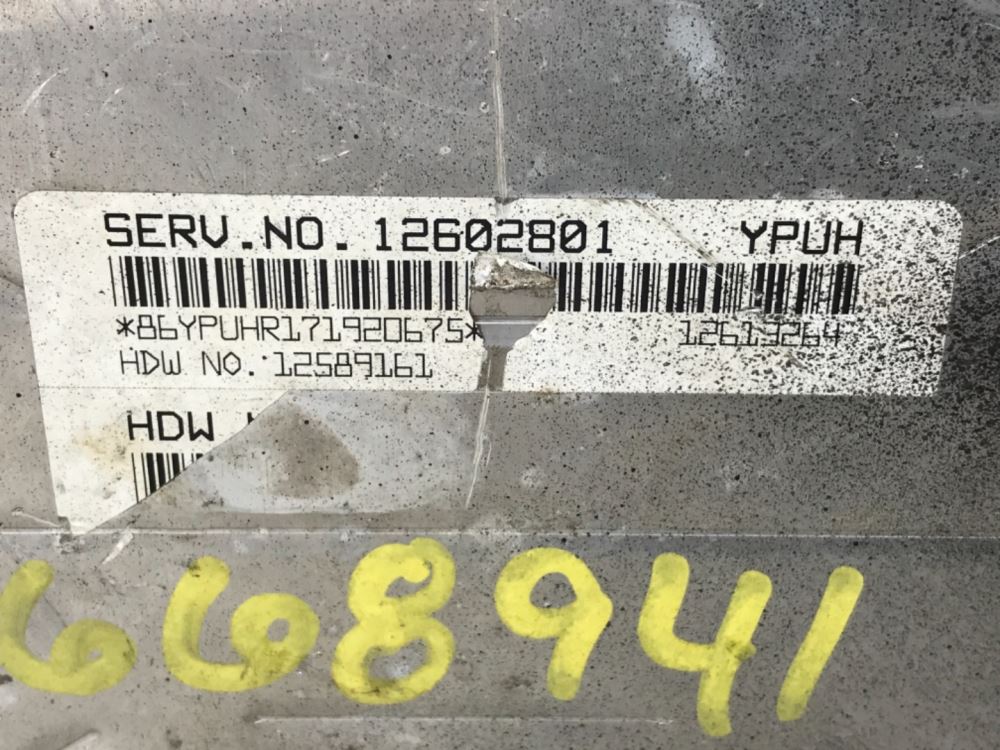 SERV.NO. 12602801 YPUH
*86YPUHR171920675* 12613264
HDW NO. 12589161
HDW
668941